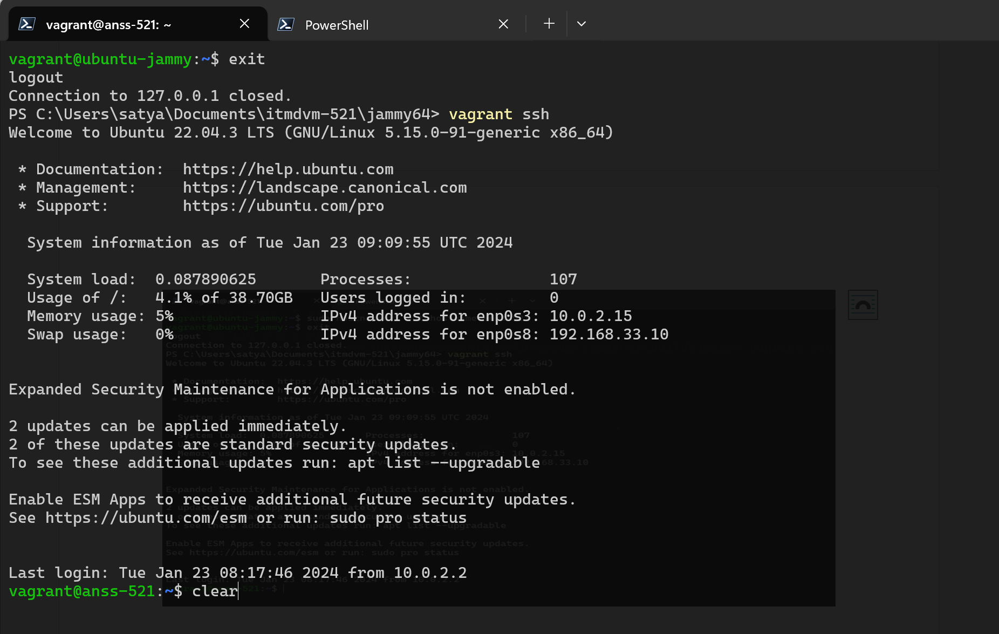 vagrant@anss-521: ~
PowerShell
vagrant@ubuntu-jammy:~$ exit
logout
Connection to 127.0.0.1 closed.
PS C:\Users\satya\Documents\itmdvm-521\jammy64> vagrant ssh
Welcome to Ubuntu 22.04.3 LTS (GNU/Linux 5.15.0-91-generic x86_64)
* Documentation:  https://help.ubuntu.com
* Management:     https://landscape.canonical.com
* Support:        https://ubuntu.com/pro
System information as of Tue Jan 23 09:09:55 UTC 2024
System load:  0.087890625       Processes:               107
Usage of /:   4.1% of 38.70GB   Users logged in:         0
Memory usage: 5%                IPv4 address for enp0s3: 10.0.2.15
Swap usage:   0%                IPv4 address for enp0s8: 192.168.33.10
Expanded Security Maintenance for Applications is not enabled.
2 updates can be applied immediately.
2 of these updates are standard security updates.
To see these additional updates run: apt list --upgradable
Enable ESM Apps to receive additional future security updates.
See https://ubuntu.com/esm or run: sudo pro status
Last login: Tue Jan 23 08:17:46 2024 from 10.0.2.2
vagrant@anss-521:~$ clear